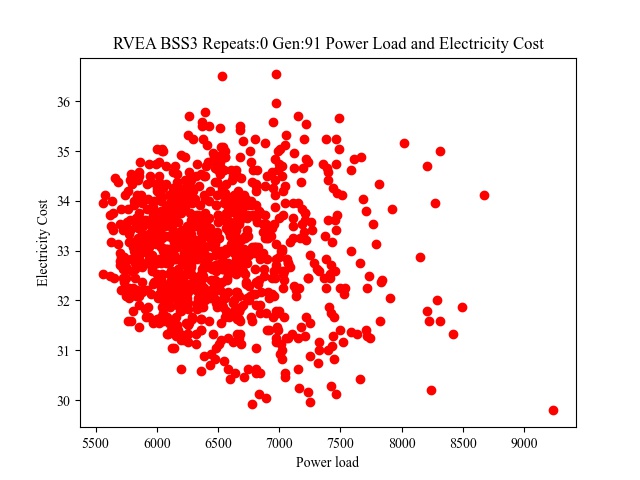 RVEA BSS3 Repeats:0 Gen:91 Power Load and Electricity Cost
Electricity Cost
36
35
34
33
32
31
30
5500 6000 6500 7000 7500 8000 8500 9000
Power load